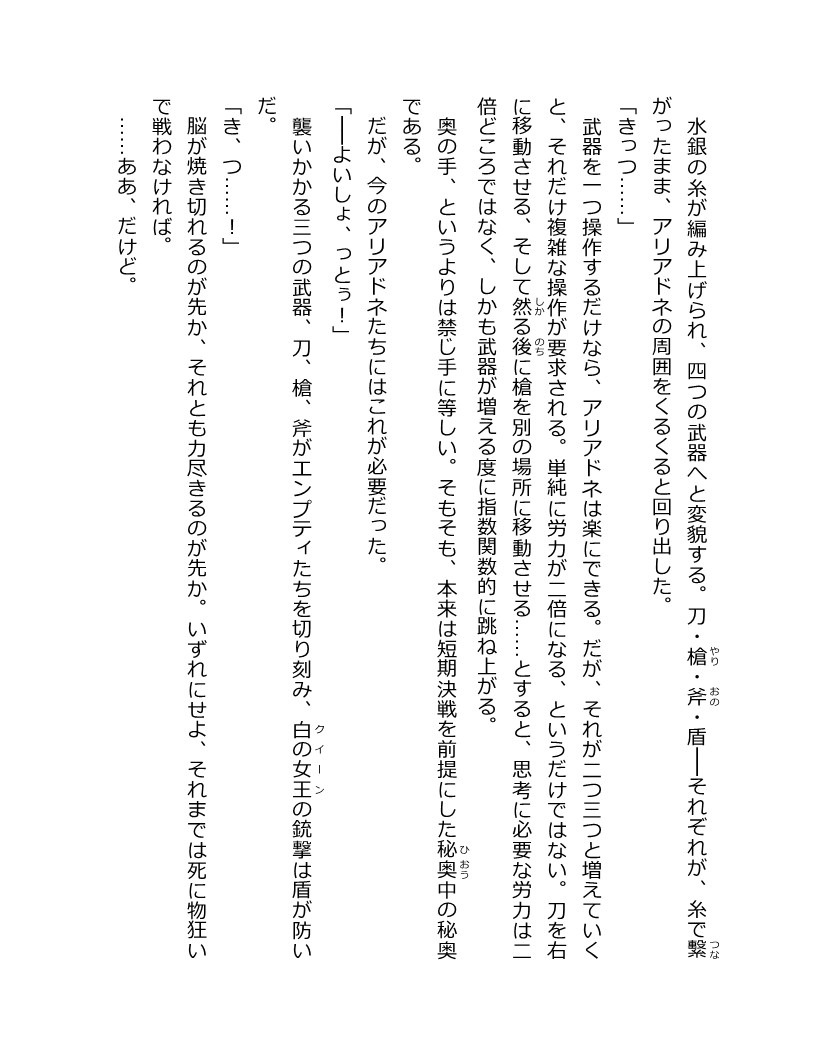 水銀の糸が編み上げられ、四つの武器へと変貌する。刀・槍・斧・盾――それぞれが、糸で繋
がったまま、アリアドネの周囲をくるくると回り出した。
「きっつ……」
武器を一つ操作するだけなら、アリアドネは楽にできる。だが、それが二つ三つと増えていく
と、それだけ複雑な操作が要求される。単純に労力が二倍になる、というだけではない。刀を右
に移動させる、そして然る後に槍を別の場所に移動させる……とすると、思考に必要な労力は二
倍どころではなく、しかも武器が増える度に指数関数的に跳ね上がる。
奥の手、というよりは禁じ手に等しい。そもそも、本来は短期決戦を前提にした秘奥中の秘奥
である。
だが、今のアリアドネたちにはこれが必要だった。
「――よいしょ、っとぅ！」
襲いかかる三つの武器、刀、槍、斧がエンプティたちを切り刻み、白の女王の銃撃は盾が防い
だ。
「き、つ……！」
脳が焼き切れるのが先か、それとも力尽きるのが先か。いずれにせよ、それまでは死に物狂い
で戦わなければ。
……ああ、だけど。